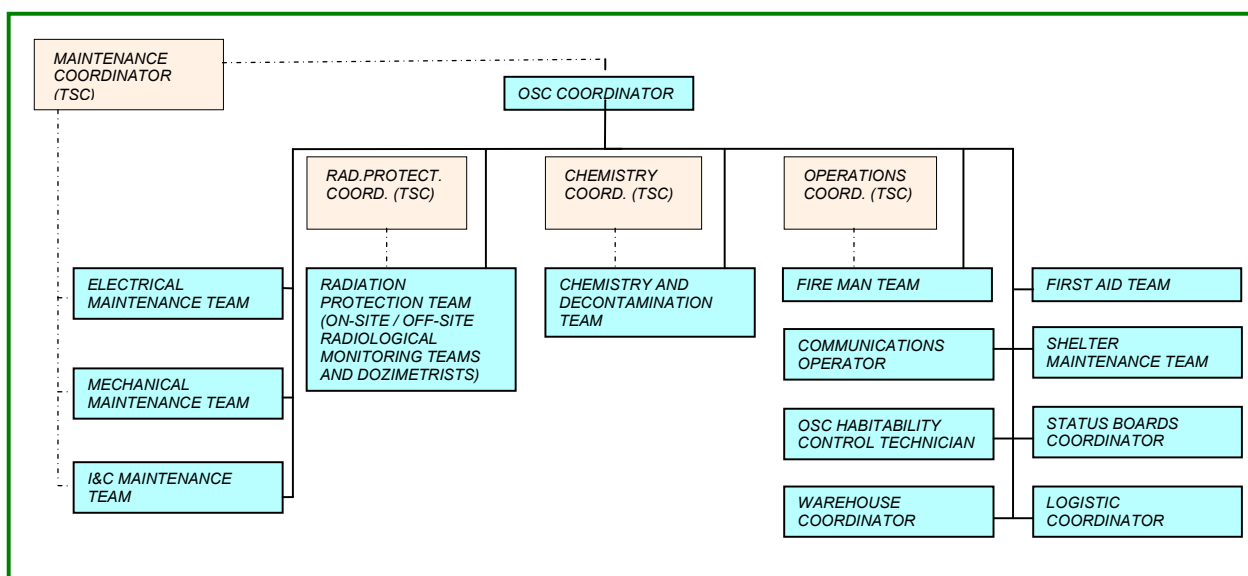 MAINTENANCE
COORDINATOR
(TSC)
OSC COORDINATOR
RAD.PROTECT.
COORD. (TSC)
CHEMISTRY
COORD. (TSC)
OPERATIONS
COORD. (TSC)
ELECTRICAL
MAINTENANCE TEAM
RADIATION
PROTECTION TEAM
(ON-SITE / OFF-SITE
RADIOLOGICAL
MONITORING TEAMS
AND DOZIMETRISTS)
CHEMISTRY AND
DECONTAMINATION
TEAM
FIRE MAN TEAM
FIRST AID TEAM
COMMUNICATIONS
OPERATOR
SHELTER
MAINTENANCE TEAM
MECHANICAL
MAINTENANCE TEAM
OSC HABITABILITY
CONTROL TECHNICIAN
STATUS BOARDS
COORDINATOR
I&C MAINTENANCE
TEAM
WAREHOUSE
COORDINATOR
LOGISTIC
COORDINATOR